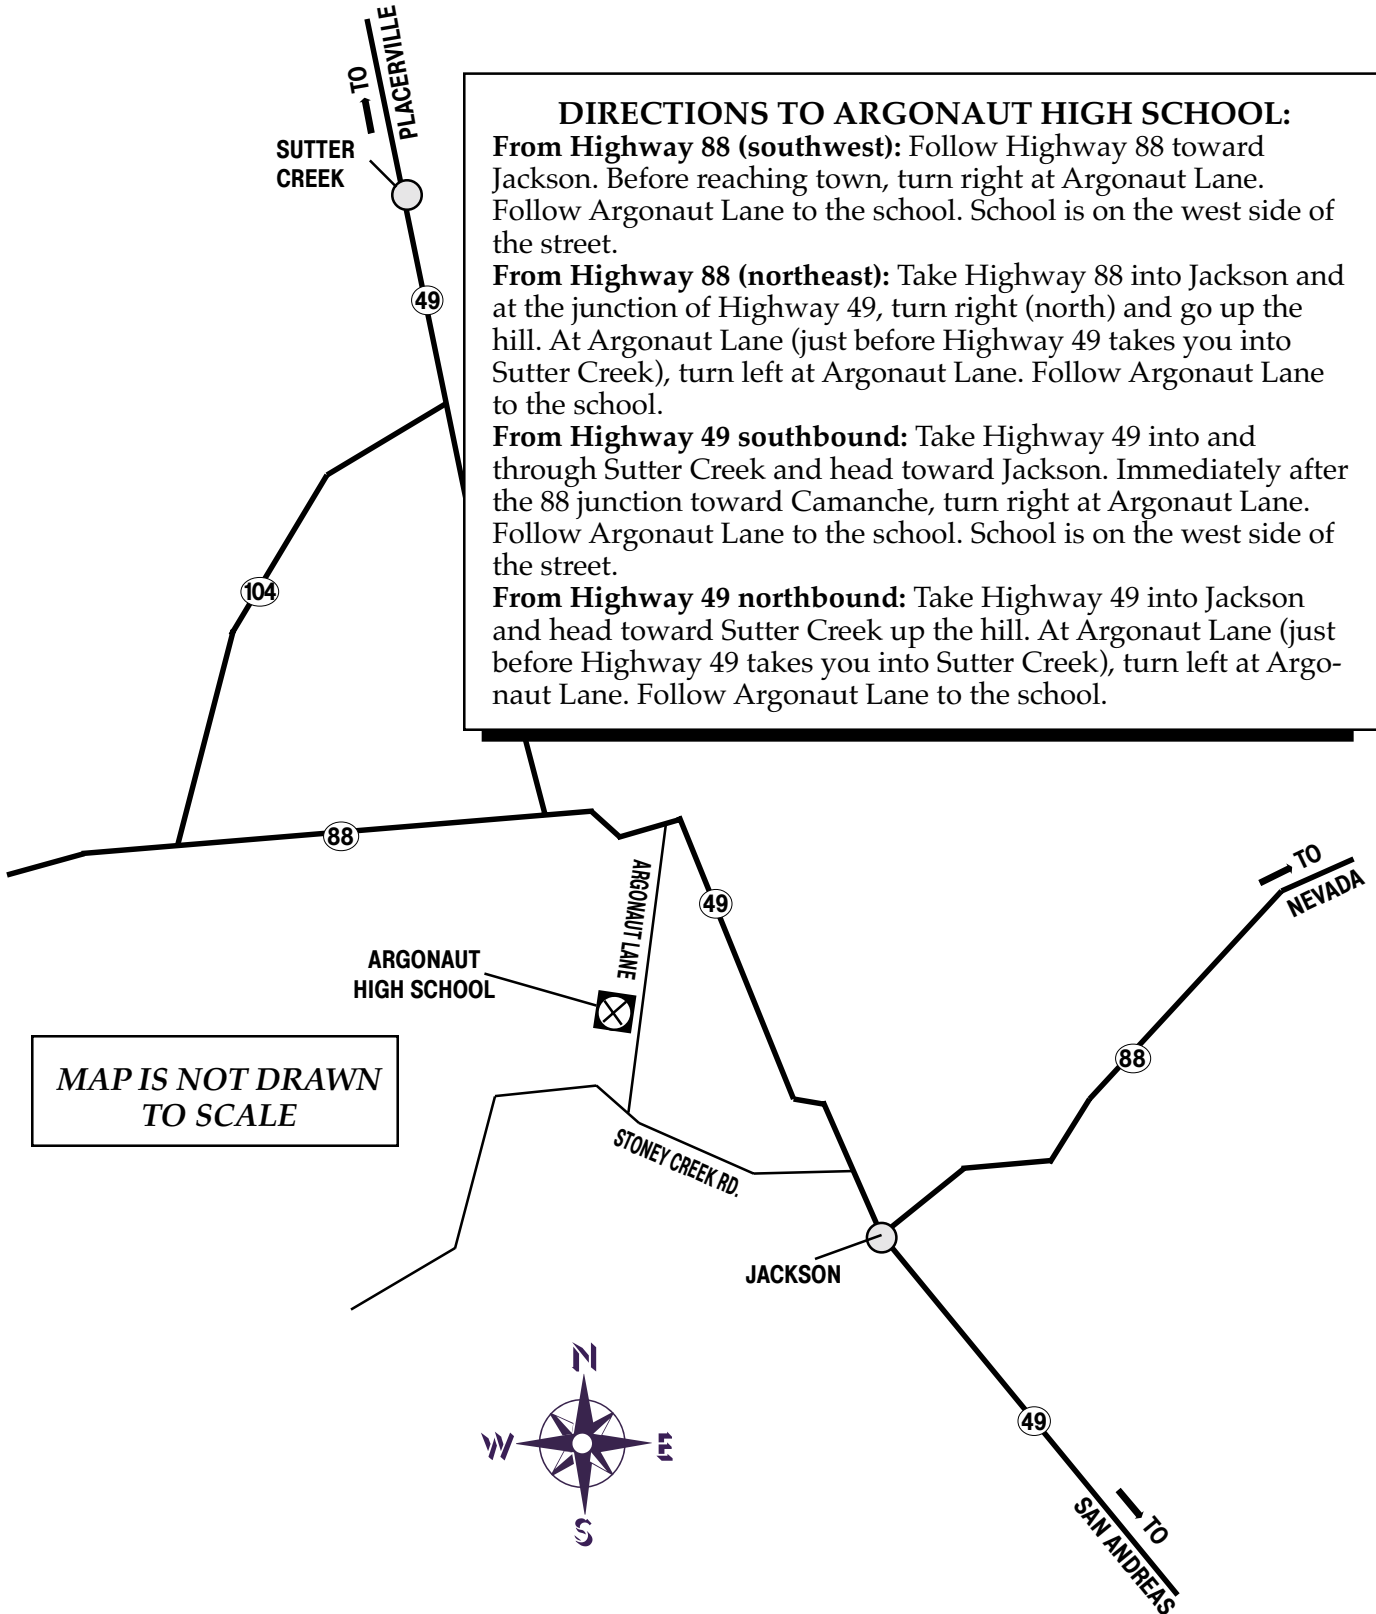 TO
PLACERVILLE
SUTTER
CREEK
49
DIRECTIONS TO ARGONAUT HIGH SCHOOL:
From Highway 88 (southwest): Follow Highway 88 toward
Jackson. Before reaching town, turn right at Argonaut Lane.
Follow Argonaut Lane to the school. School is on the west side of
the street.
From Highway 88 (northeast): Take Highway 88 into Jackson and
at the junction of Highway 49, turn right (north) and go up the
hill. At Argonaut Lane (just before Highway 49 takes you into
Sutter Creek), turn left at Argonaut Lane. Follow Argonaut Lane
to the school.
From Highway 49 southbound: Take Highway 49 into and
through Sutter Creek and head toward Jackson. Immediately after
the 88 junction toward Camanche, turn right at Argonaut Lane.
Follow Argonaut Lane to the school. School is on the west side of
the street.
From Highway 49 northbound: Take Highway 49 into Jackson
and head toward Sutter Creek up the hill. At Argonaut Lane (just
before Highway 49 takes you into Sutter Creek), turn left at Argo-
naut Lane. Follow Argonaut Lane to the school.
104
88
ARGONAUT LANE
49
TO
NEVADA
ARGONAUT
HIGH SCHOOL
MAP IS NOT DRAWN
TO SCALE
88
STONEY CREEK RD.
JACKSON
N
W
E
S
49
TO
SAN ANDREAS